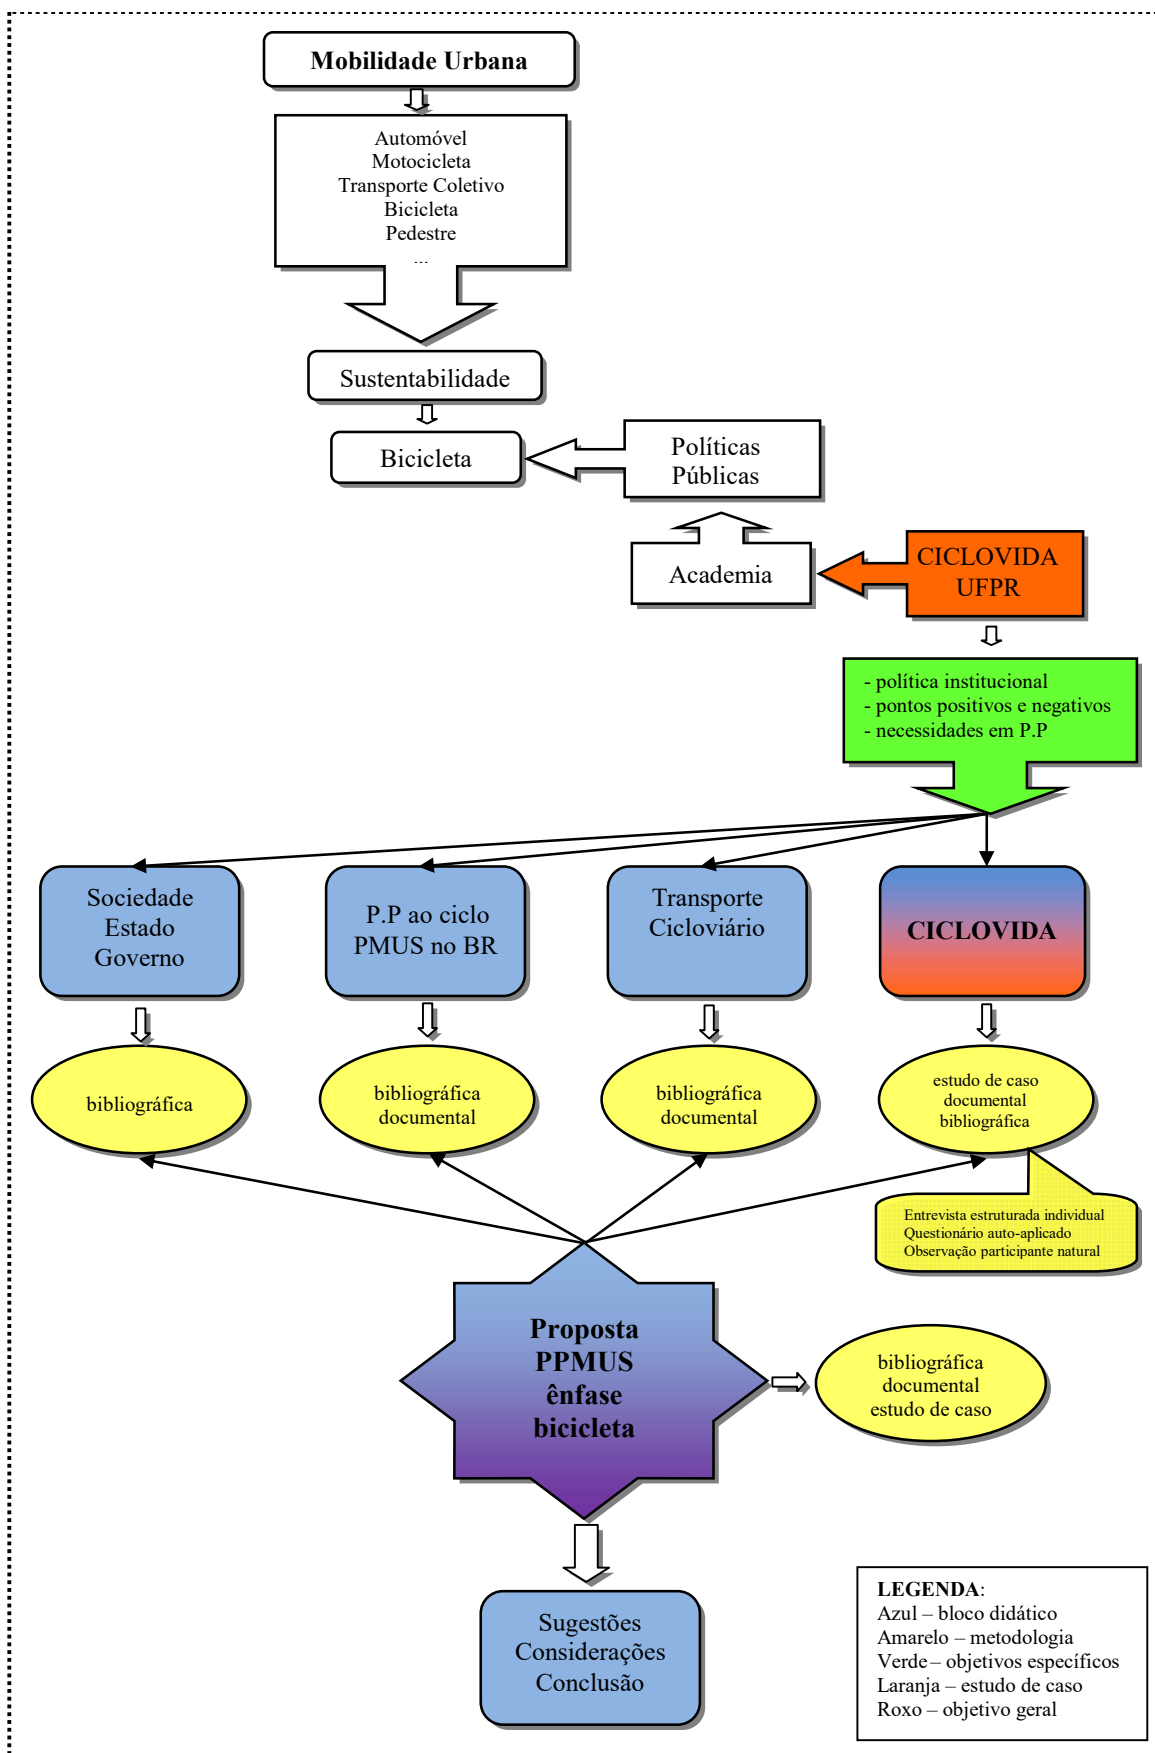 Mobilidade Urbana
Automóvel
Motocicleta
Transporte Coletivo
Bicicleta
Pedestre
...
Sustentabilidade
Bicicleta
Políticas
Públicas
Academia
CICLOVIDA
UFPR
- política institucional
- pontos positivos e negativos
- necessidades em P.P
Sociedade
Estado
Governo
P.P ao ciclo
PMUS no BR
Transporte
Cicloviário
CICLOVIDA
bibliográfica
bibliográfica
documental
bibliográfica
documental
estudo de caso
documental
bibliográfica
Entrevista estruturada individual
Questionário auto-aplicado
Observação participante natural
Proposta
PPMUS
ênfase
bicicleta
bibliográfica
documental
estudo de caso
Sugestões
Considerações
Conclusão
LEGENDA:
Azul – bloco didático
Amarelo – metodologia
Verde – objetivos específicos
Laranja – estudo de caso
Roxo – objetivo geral